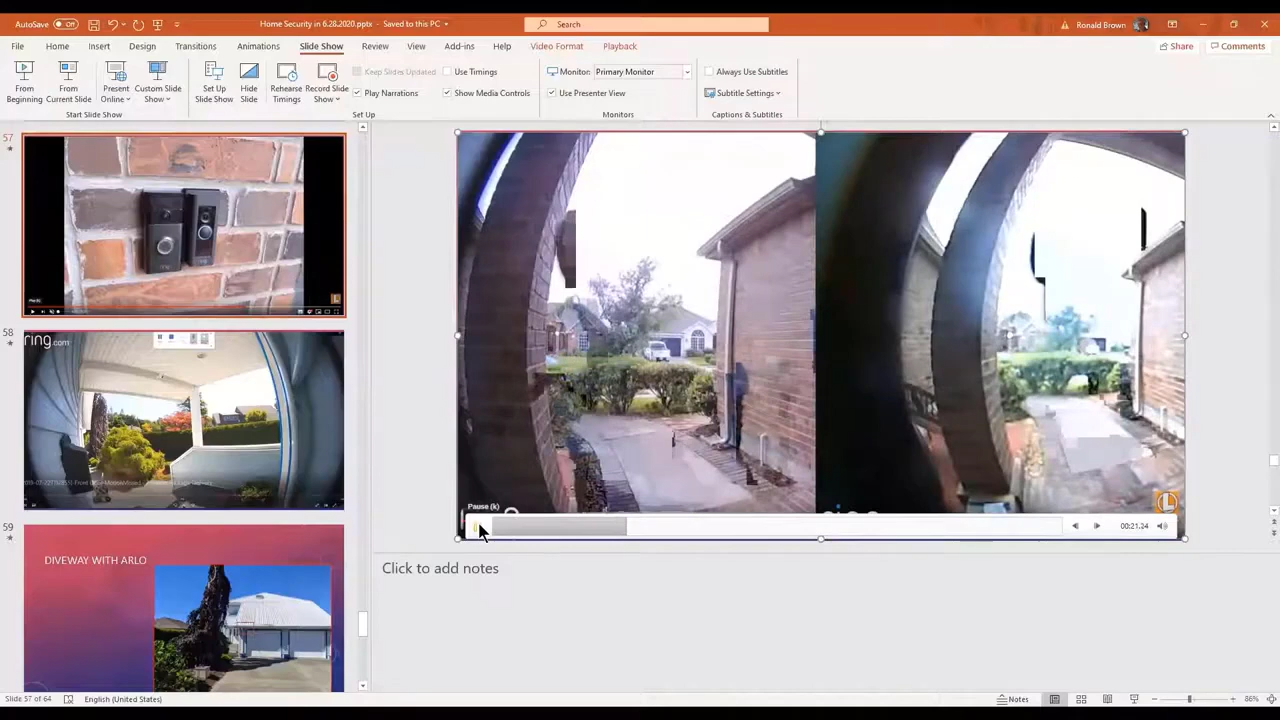 AutoSave Off
Home Security in 6.28.2020.pptx - Saved to this PC
Search
Ronald Brown
File Home Insert Design Transitions Animations Slide Show Review View Add-ins Help Video Format Playback
Share Comments
From Beginning
From Current Slide
Present Online
Custom Slide Show
Set Up Slide Show
Hide Slide
Rehearse Timings
Record Slide Show
Keep Slides Updated
Use Timings
Play Narrations
Show Media Controls
Monitor: Primary Monitor
Use Presenter View
Always Use Subtitles
Subtitle Settings
Start Slide Show
Set Up
Monitors
Captions & Subtitles
57
58
ring.com
59
DIVEWAY WITH ARLO
Pause (k)
00:21.24
Click to add notes
Slide 57 of 64
English (United States)
Notes
86%